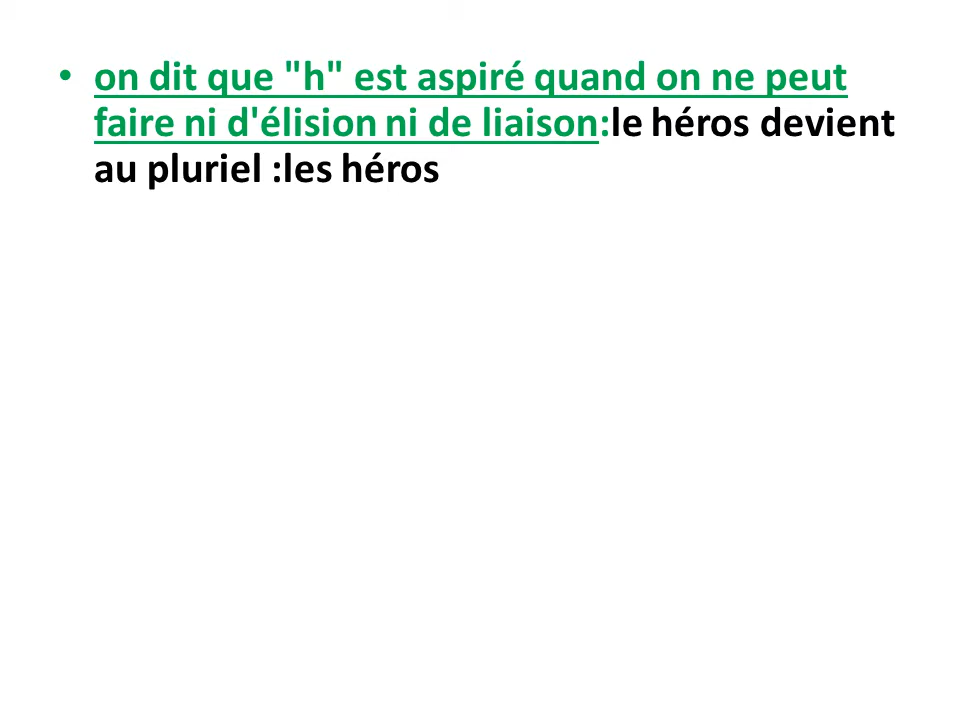 • on dit que "h" est aspiré quand on ne peut
faire ni d'élision ni de liaison:le héros devient
au pluriel :les héros